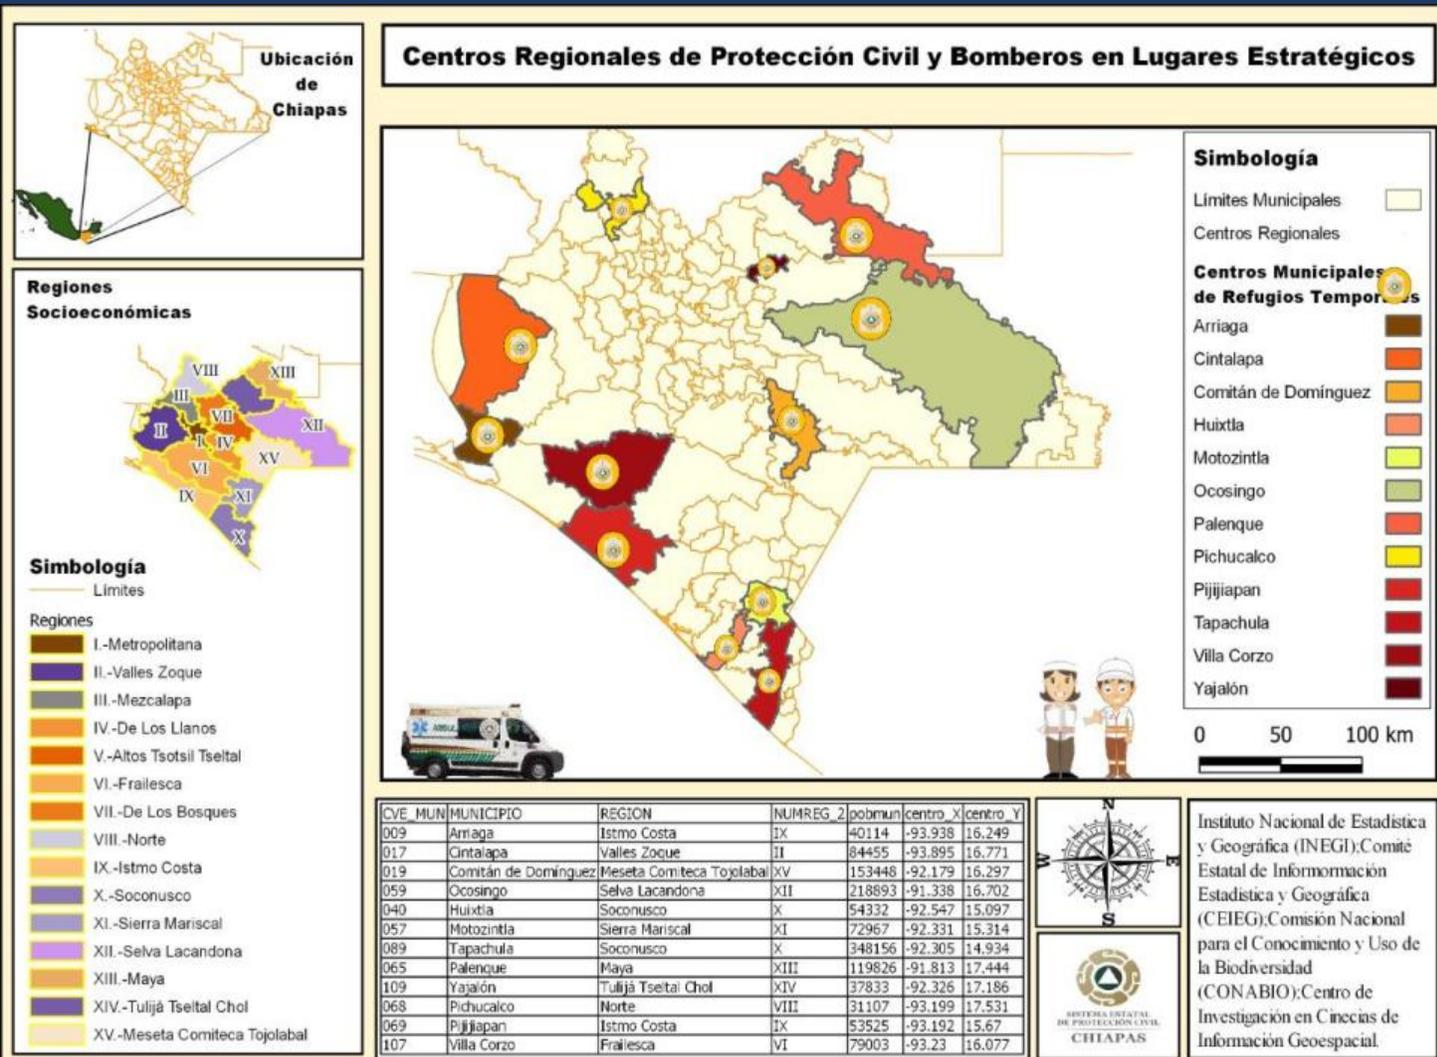 Ubicación
de
Chiapas
Centros Regionales de Protección Civil y Bomberos en Lugares Estratégicos
Regiones
Socioeconómicas
VIII
XIII
III
VII
II
I
IV
XII
XV
VI
IX
XI
X
Simbología
Límites
Regiones
I.-Metropolitana
II.-Valles Zoque
III.-Mezcalapa
IV.-De Los Llanos
V.-Altos Tsotsil Tseltal
VI.-Frailesca
VII.-De Los Bosques
VIII.-Norte
IX.-Istmo Costa
X.-Soconusco
XI.-Sierra Mariscal
XII.-Selva Lacandona
XIII.-Maya
XIV.-Tulijá Tseltal Chol
XV.-Meseta Comiteca Tojolabal
Simbología
Límites Municipales
Centros Regionales
Centros Municipales
de Refugios Tempor es
Arriaga
Cintalapa
Comitán de Domínguez
Huixtla
Motozintla
Ocosingo
Palenque
Pichucalco
Pijijiapan
Tapachula
Villa Corzo
Yajalón
0 50 100 km
CVE_MUN MUNICIPIO REGION NUMREG_2 pobmun centro_X centro_Y
009 Arriaga Istmo Costa IX 40114 -93.938 16.249
017 Cintalapa Valles Zoque II 84455 -93.895 16.771
019 Comitán de Domínguez Meseta Comiteca Tojolabal XV 153448 -92.179 16.297
059 Ocosingo Selva Lacandona XII 218893 -91.338 16.702
040 Huixtla Soconusco X 54332 -92.547 15.097
057 Motozintla Sierra Mariscal XI 72967 -92.331 15.314
089 Tapachula Soconusco X 348156 -92.305 14.934
065 Palenque Maya XIII 119826 -91.813 17.444
109 Yajalón Tulijá Tseltal Chol XIV 37833 -92.326 17.186
068 Pichucalco Norte VIII 31107 -93.199 17.531
069 Pijijiapan Istmo Costa IX 53525 -93.192 15.67
107 Villa Corzo Frailesca VI 79003 -93.23 16.077
N
W E
S
SISTEMA ESTATAL
DE PROTECCIÓN CIVIL
CHIAPAS
Instituto Nacional de Estadística
y Geográfica (INEGI);Comité
Estatal de Informormación
Estadística y Geográfica
(CEIEG);Comisión Nacional
para el Conocimiento y Uso de
la Biodiversidad
(CONABIO);Centro de
Investigación en Cinecias de
Información Geoespacial.